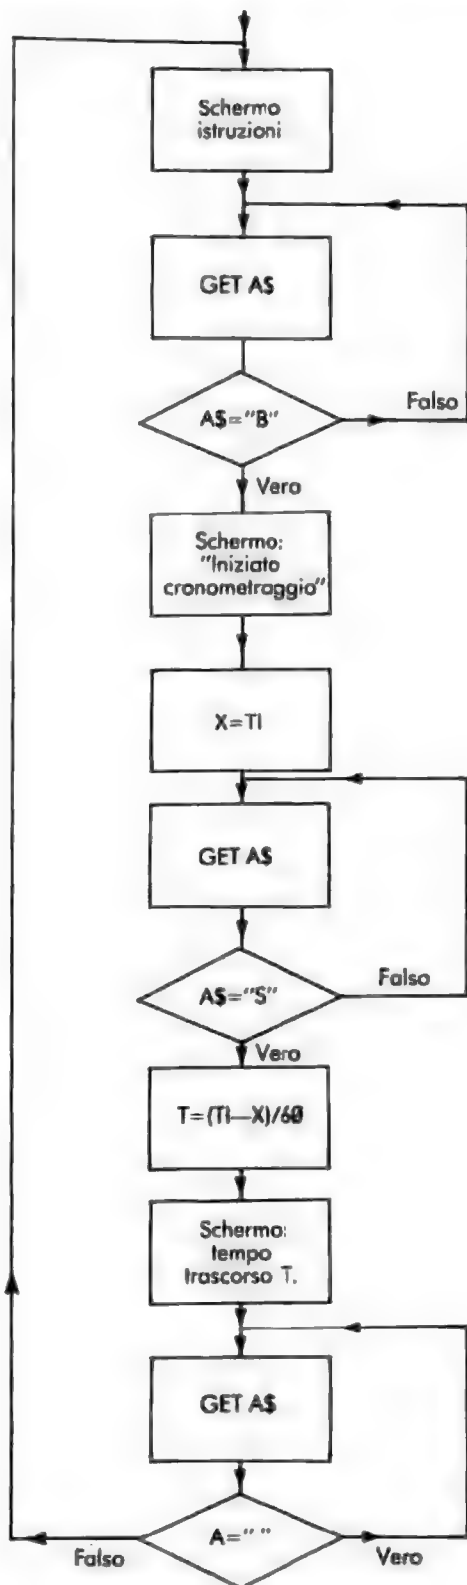 Schermo
istruzioni
GET A$
A$="B"
Falso
Vero
Schermo:
"Iniziato
cronometraggio"
X=TI
GET A$
A$="S"
Falso
Vero
T=(TI—X)/60
Schermo:
tempo
trascorso T.
GET A$
A=" "
Falso
Vero